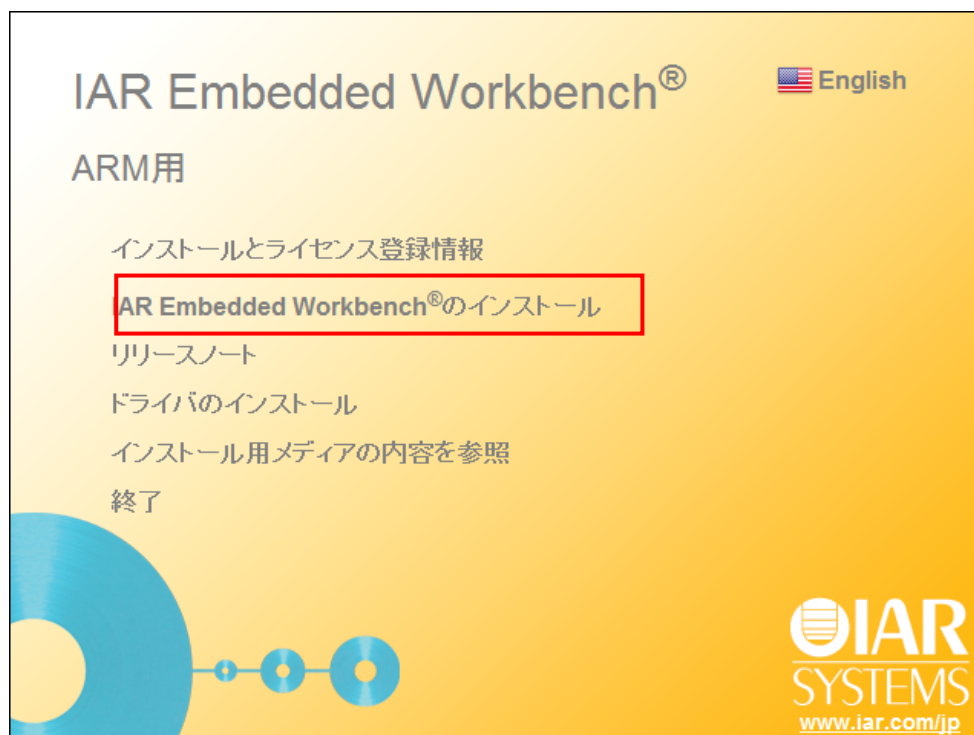 IAR Embedded Workbench®
English
ARM用
インストールとライセンス登録情報
IAR Embedded Workbench®のインストール
リリースノート
ドライバのインストール
インストール用メディアの内容を参照
終了
IAR
SYSTEMS
www.iar.com/jp